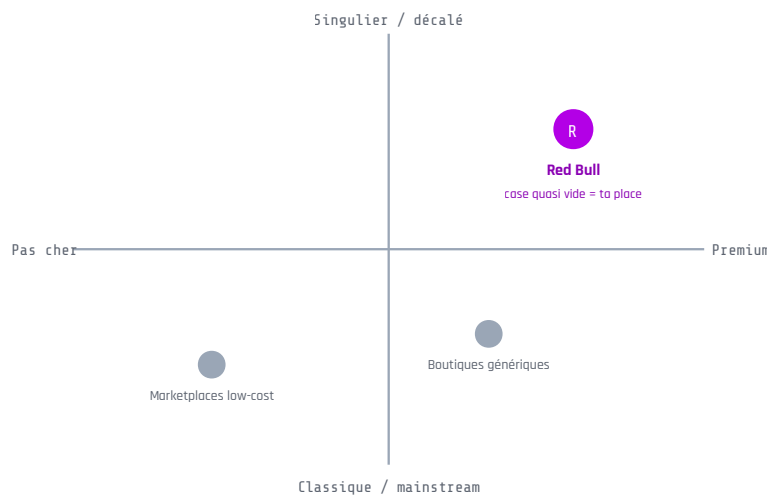 Singulier / décalé
R
Red Bull
case quasi vide = ta place
Pas cher
Premium
Boutiques génériques
Marketplaces low-cost
Classique / mainstream